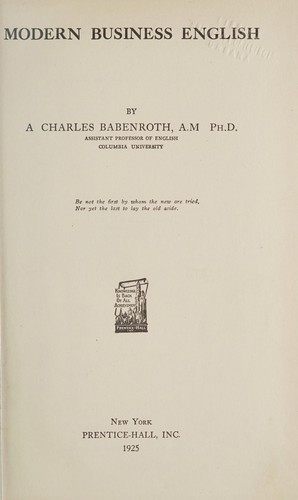 MODERN BUSINESS ENGLISH
BY
A CHARLES BABENROTH, A.M PH.D.
ASSISTANT PROFESSOR OF ENGLISH
COLUMBIA UNIVERSITY
Be not the first by whom the new are tried,
Nor yet the last to lay the old aside.
KNOWLEDGE
IS BACK
OF ALL
ACHIEVEMENT
PRENTICE-HALL
NEW YORK
PRENTICE-HALL, INC.
1925